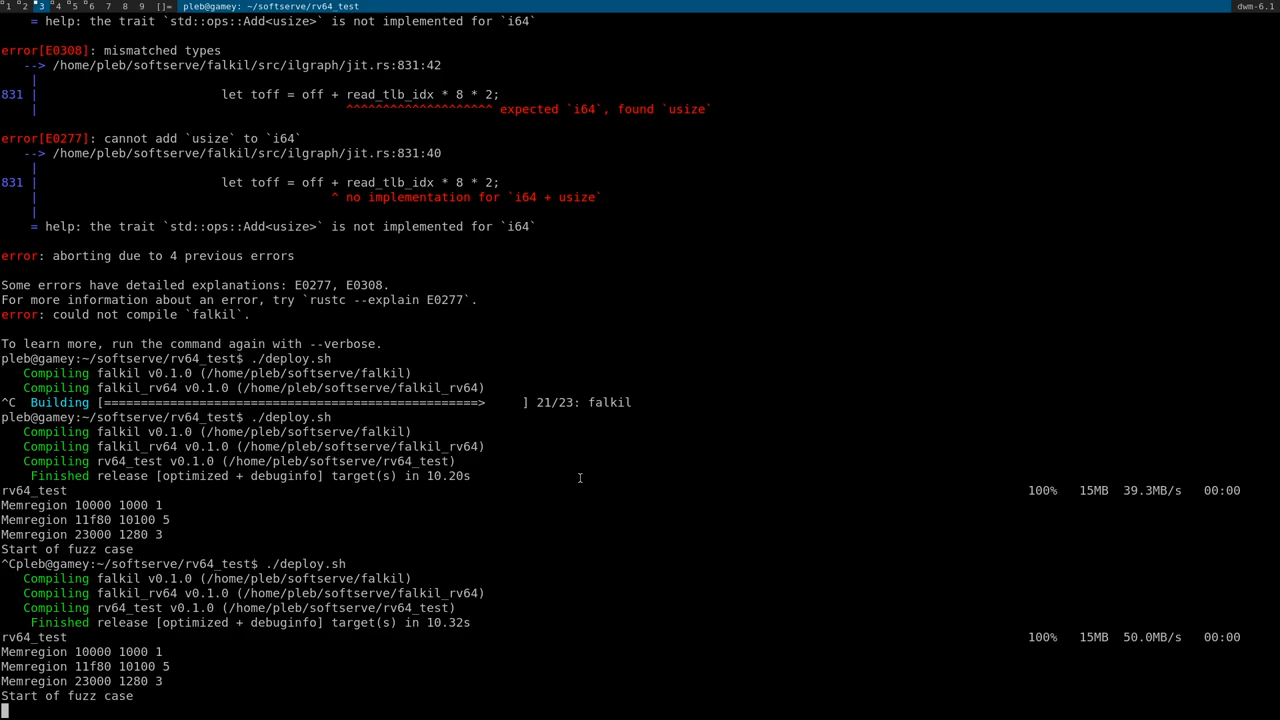 1 2 3 4 5 6 7 8 9 []= pleb@gamey: ~/softserve/rv64_test dwm-6.1
= help: the trait `std::ops::Add<usize>` is not implemented for `i64`
error[E0308]: mismatched types
--> /home/pleb/softserve/falkil/src/ilgraph/jit.rs:831:42
|
831 | let toff = off + read_tlb_idx * 8 * 2;
| ^^^^^^^^^^^^^^^^^^^^ expected `i64`, found `usize`
error[E0277]: cannot add `usize` to `i64`
--> /home/pleb/softserve/falkil/src/ilgraph/jit.rs:831:40
|
831 | let toff = off + read_tlb_idx * 8 * 2;
| ^ no implementation for `i64 + usize`
|
= help: the trait `std::ops::Add<usize>` is not implemented for `i64`
error: aborting due to 4 previous errors
Some errors have detailed explanations: E0277, E0308.
For more information about an error, try `rustc --explain E0277`.
error: could not compile `falkil`.
To learn more, run the command again with --verbose.
pleb@gamey:~/softserve/rv64_test$ ./deploy.sh
Compiling falkil v0.1.0 (/home/pleb/softserve/falkil)
Compiling falkil_rv64 v0.1.0 (/home/pleb/softserve/falkil_rv64)
^C Building [===================================================> ] 21/23: falkil
pleb@gamey:~/softserve/rv64_test$ ./deploy.sh
Compiling falkil v0.1.0 (/home/pleb/softserve/falkil)
Compiling falkil_rv64 v0.1.0 (/home/pleb/softserve/falkil_rv64)
Compiling rv64_test v0.1.0 (/home/pleb/softserve/rv64_test)
Finished release [optimized + debuginfo] target(s) in 10.20s
rv64_test 100% 15MB 39.3MB/s 00:00
Memregion 10000 1000 1
Memregion 11f80 10100 5
Memregion 23000 1280 3
Start of fuzz case
^Cpleb@gamey:~/softserve/rv64_test$ ./deploy.sh
Compiling falkil v0.1.0 (/home/pleb/softserve/falkil)
Compiling falkil_rv64 v0.1.0 (/home/pleb/softserve/falkil_rv64)
Compiling rv64_test v0.1.0 (/home/pleb/softserve/rv64_test)
Finished release [optimized + debuginfo] target(s) in 10.32s
rv64_test 100% 15MB 50.0MB/s 00:00
Memregion 10000 1000 1
Memregion 11f80 10100 5
Memregion 23000 1280 3
Start of fuzz case